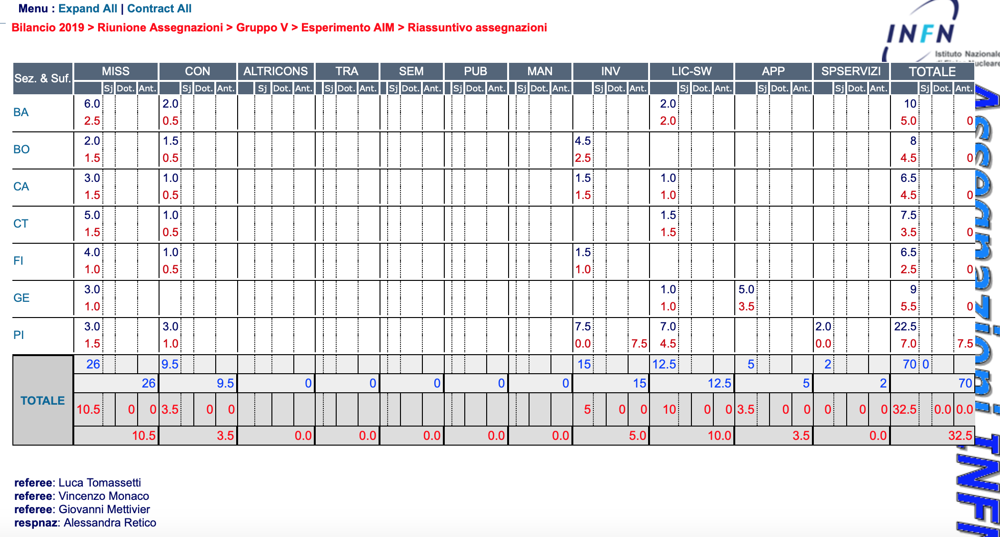 Menu : Expand All | Contract All
Bilancio 2019 > Riunione Assegnazioni > Gruppo V > Esperimento AIM > Riassuntivo assegnazioni
INFN
Istituto Nazionale
Sez. & Suf. MISS CON ALTRICONS TRA SEM PUB MAN INV LIC-SW APP SPSERVIZI TOTALE
Sj Dot. Ant. Sj Dot. Ant. Sj Dot. Ant. Sj Dot. Ant. Sj Dot. Ant. Sj Dot. Ant. Sj Dot. Ant. Sj Dot. Ant. Sj Dot. Ant. Sj Dot. Ant. Sj Dot. Ant. Sj Dot. Ant.
BA
6.0 2.0 2.0 10
2.5 0.5 2.0 5.0 0
BO
2.0 1.5 4.5 8
1.5 0.5 2.5 4.5 0
CA
3.0 1.0 1.5 1.0 6.5
1.5 0.5 1.5 1.0 4.5 0
CT
5.0 1.0 1.5 7.5
1.5 0.5 1.5 3.5 0
FI
4.0 1.0 1.5 6.5
1.0 0.5 1.0 2.5 0
GE
3.0 1.0 5.0 9
1.0 1.0 3.5 5.5 0
PI
3.0 3.0 7.5 7.0 2.0 22.5
1.5 1.0 0.0 7.5 4.5 0.0 7.0 7.5
TOTALE
26 9.5 15 12.5 5 2 70 0
26 9.5 0 0 0 0 0 15 12.5 5 2 70
10.5 0 0 3.5 0 0 5 0 0 10 0 0 3.5 0 0 0 0 0 32.5 0.0 0.0
10.5 3.5 0.0 0.0 0.0 0.0 0.0 5.0 10.0 3.5 0.0 32.5
Assegnazioni INFN
referee: Luca Tomassetti
referee: Vincenzo Monaco
referee: Giovanni Mettivier
respnaz: Alessandra Retico